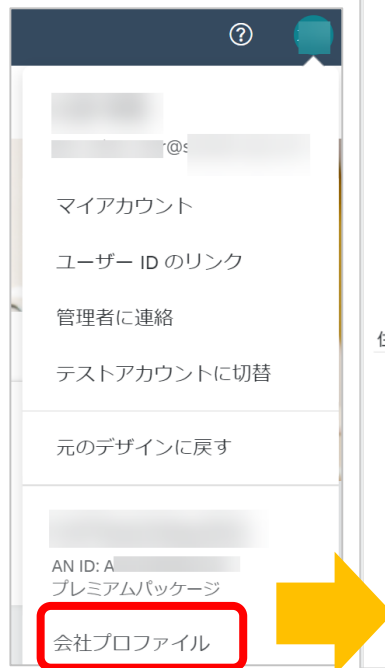 ?
r@s
マイアカウント
ユーザー ID のリンク
管理者に連絡
テストアカウントに切替
元のデザインに戻す
AN ID: A
プレミアムパッケージ
会社プロファイル